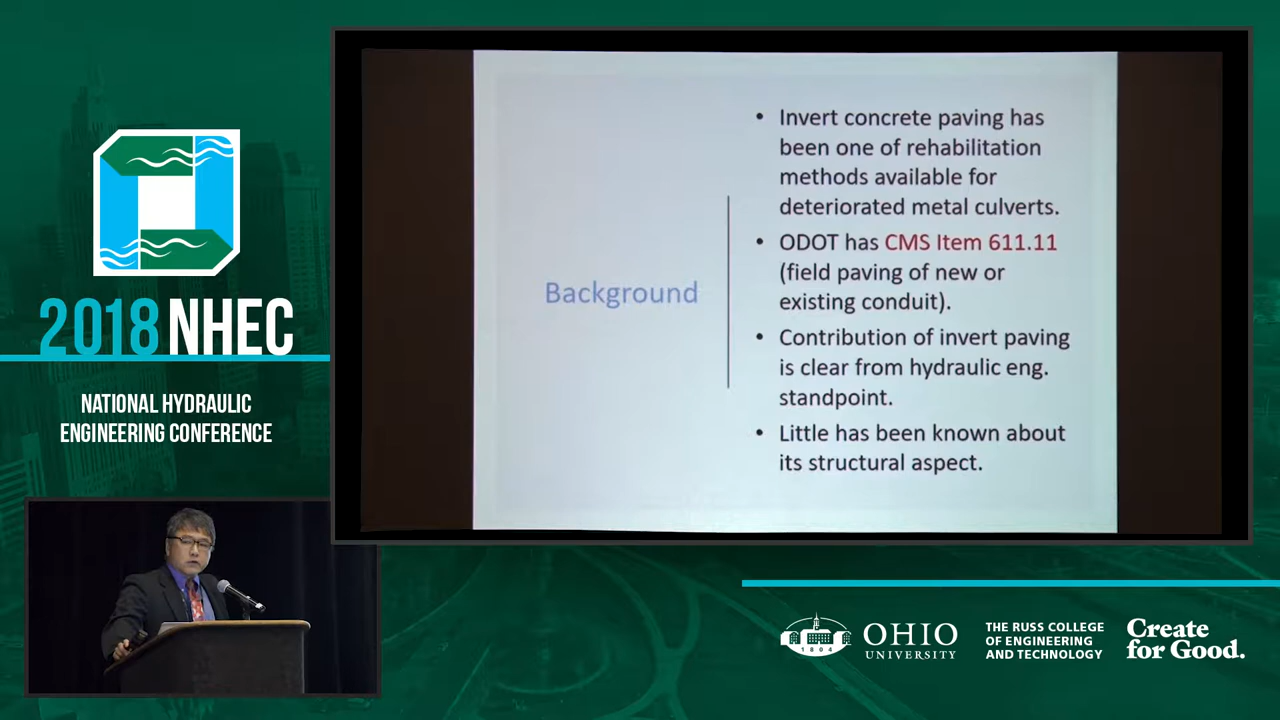 2018 NHEC
NATIONAL HYDRAULIC
ENGINEERING CONFERENCE
Background
• Invert concrete paving has
been one of rehabilitation
methods available for
deteriorated metal culverts.
• ODOT has CMS Item 611.11
(field paving of new or
existing conduit).
• Contribution of invert paving
is clear from hydraulic eng.
standpoint.
• Little has been known about
its structural aspect.
1804
OHIO
UNIVERSITY
THE RUSS COLLEGE
OF ENGINEERING
AND TECHNOLOGY
Create
for Good.